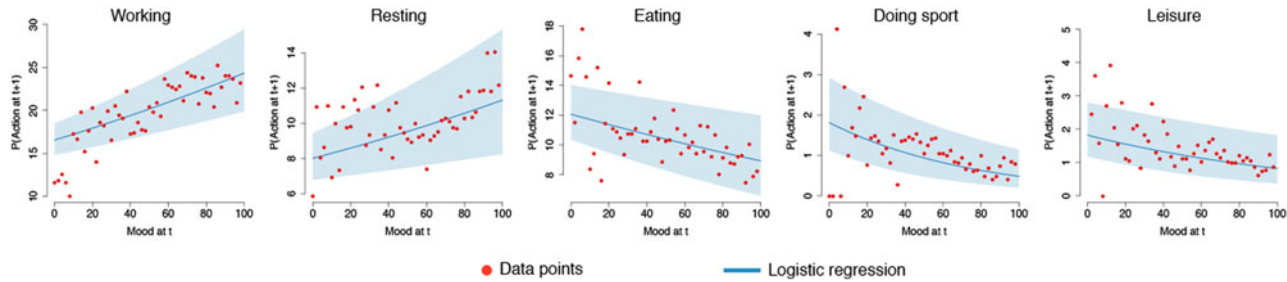 Working
P(Action at t+1)
10 15 20 25 30
0 20 40 60 80 100
Mood at t
Resting
P(Action at t+1)
6 8 10 12 14
0 20 40 60 80 100
Mood at t
Eating
P(Action at t+1)
8 10 12 14 16 18
0 20 40 60 80 100
Mood at t
Doing sport
P(Action at t+1)
0 1 2 3 4
0 20 40 60 80 100
Mood at t
Leisure
P(Action at t+1)
0 1 2 3 4 5
0 20 40 60 80 100
Mood at t
Data points
Logistic regression